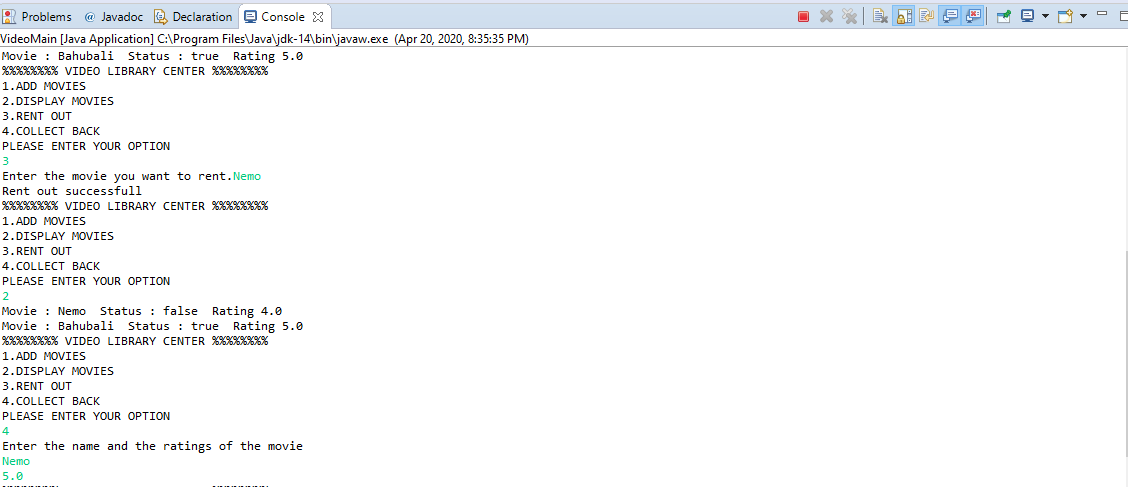 Problems @ Javadoc Declaration Console
VideoMain [Java Application] C:\Program Files\Java\jdk-14\bin\javaw.exe (Apr 20, 2020, 8:35:35 PM)
Movie : Bahubali  Status : true  Rating 5.0
%%%%%%%% VIDEO LIBRARY CENTER %%%%%%%%
1.ADD MOVIES
2.DISPLAY MOVIES
3.RENT OUT
4.COLLECT BACK
PLEASE ENTER YOUR OPTION
3
Enter the movie you want to rent.Nemo
Rent out successfull
%%%%%%%% VIDEO LIBRARY CENTER %%%%%%%%
1.ADD MOVIES
2.DISPLAY MOVIES
3.RENT OUT
4.COLLECT BACK
PLEASE ENTER YOUR OPTION
2
Movie : Nemo  Status : false  Rating 4.0
Movie : Bahubali  Status : true  Rating 5.0
%%%%%%%% VIDEO LIBRARY CENTER %%%%%%%%
1.ADD MOVIES
2.DISPLAY MOVIES
3.RENT OUT
4.COLLECT BACK
PLEASE ENTER YOUR OPTION
4
Enter the name and the ratings of the movie
Nemo
5.0